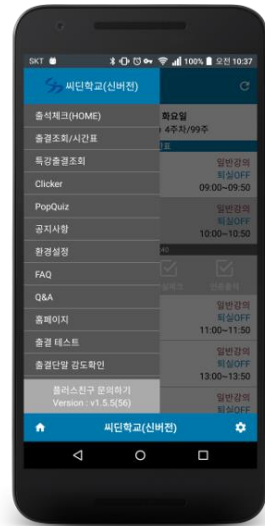 SKT 100% 오전 10:37
씨딘학교(신버전)
출석체크(HOME)
출결조회/시간표
특강출결조회
Clicker
PopQuiz
공지사항
환경설정
FAQ
Q&A
홈페이지
출결 테스트
출결단말 감도확인
플러스친구 문의하기
Version : v1.5.5(56)
화요일
4주차/99주
일반강의
퇴실OFF
09:00~09:50
일반강의
퇴실OFF
10:00~10:50
일반강의
퇴실OFF
11:00~11:50
일반강의
퇴실OFF
13:00~13:50
일반강의
퇴실OFF
씨딘학교(신버전)